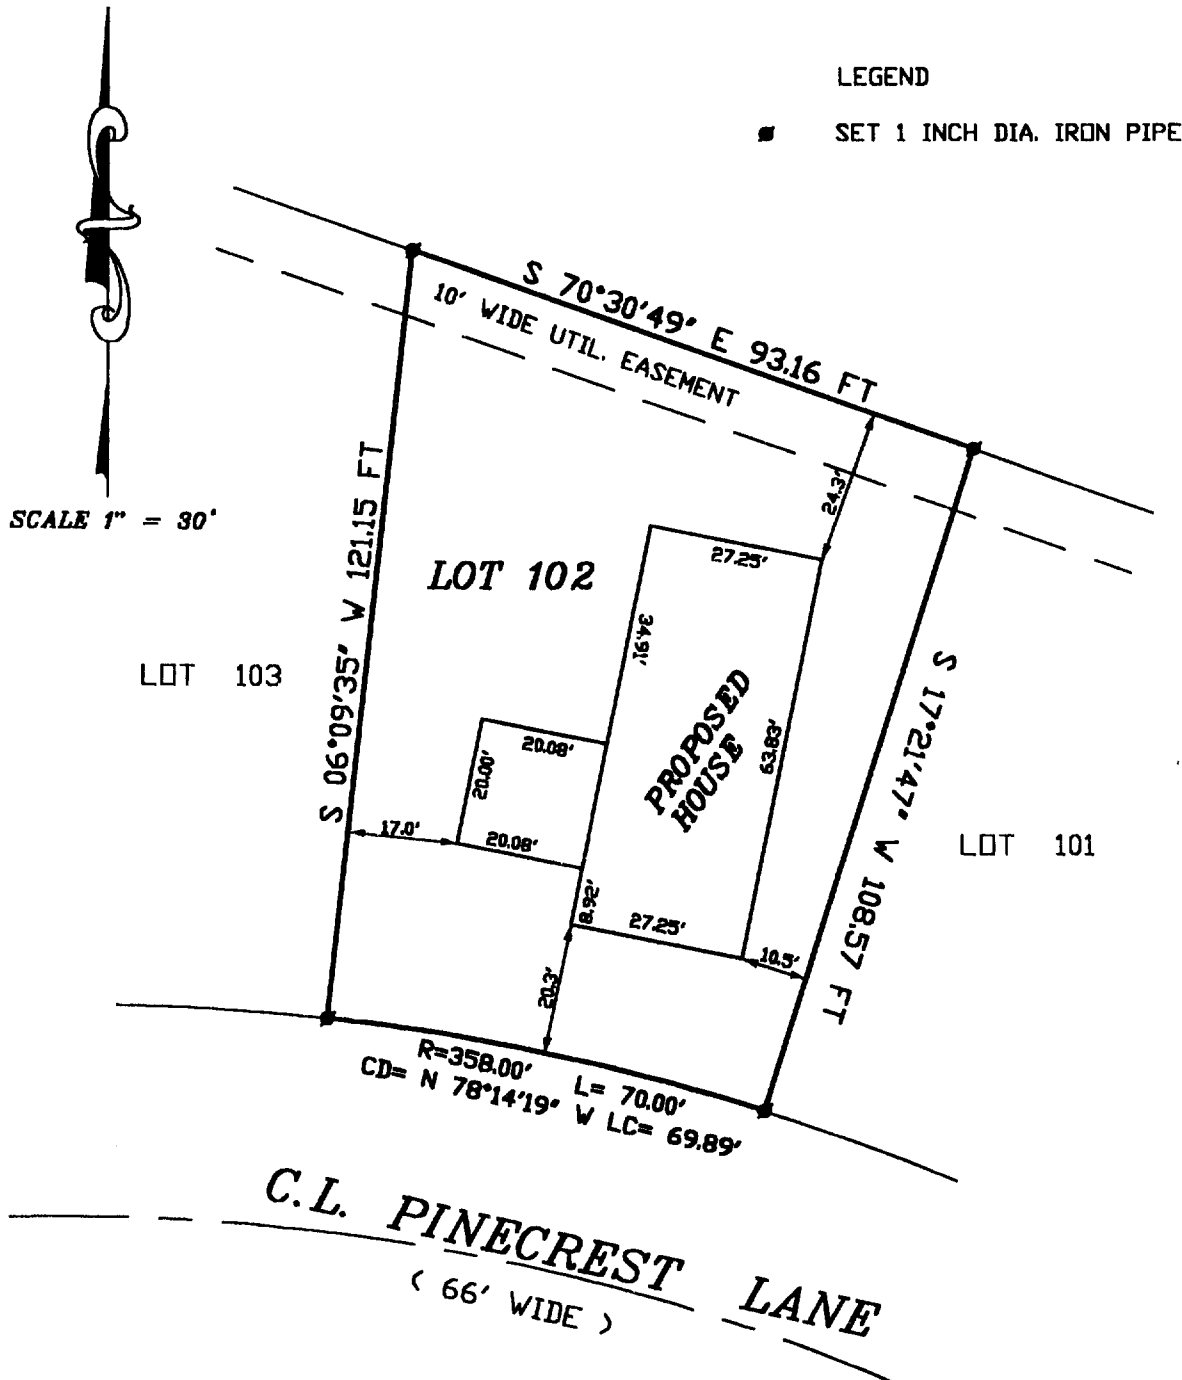 LEGEND
SET 1 INCH DIA. IRON PIPE
S 70°30'49" E 93.16 FT
10' WIDE UTIL. EASEMENT
SCALE 1" = 30'
S 06°09'35" W 121.15 FT
24.3'
27.25'
LOT 102
34.91'
LOT 103
S 17°21'47" W 108.57 FT
PROPOSED
HOUSE
63.83'
20.08'
20.00'
17.0'
20.08'
LOT 101
8.92'
27.25'
10.5'
20.3'
R=358.00' L= 70.00'
CD= N 78°14'19" W LC= 69.89'
C.L. PINECREST LANE
( 66' WIDE )